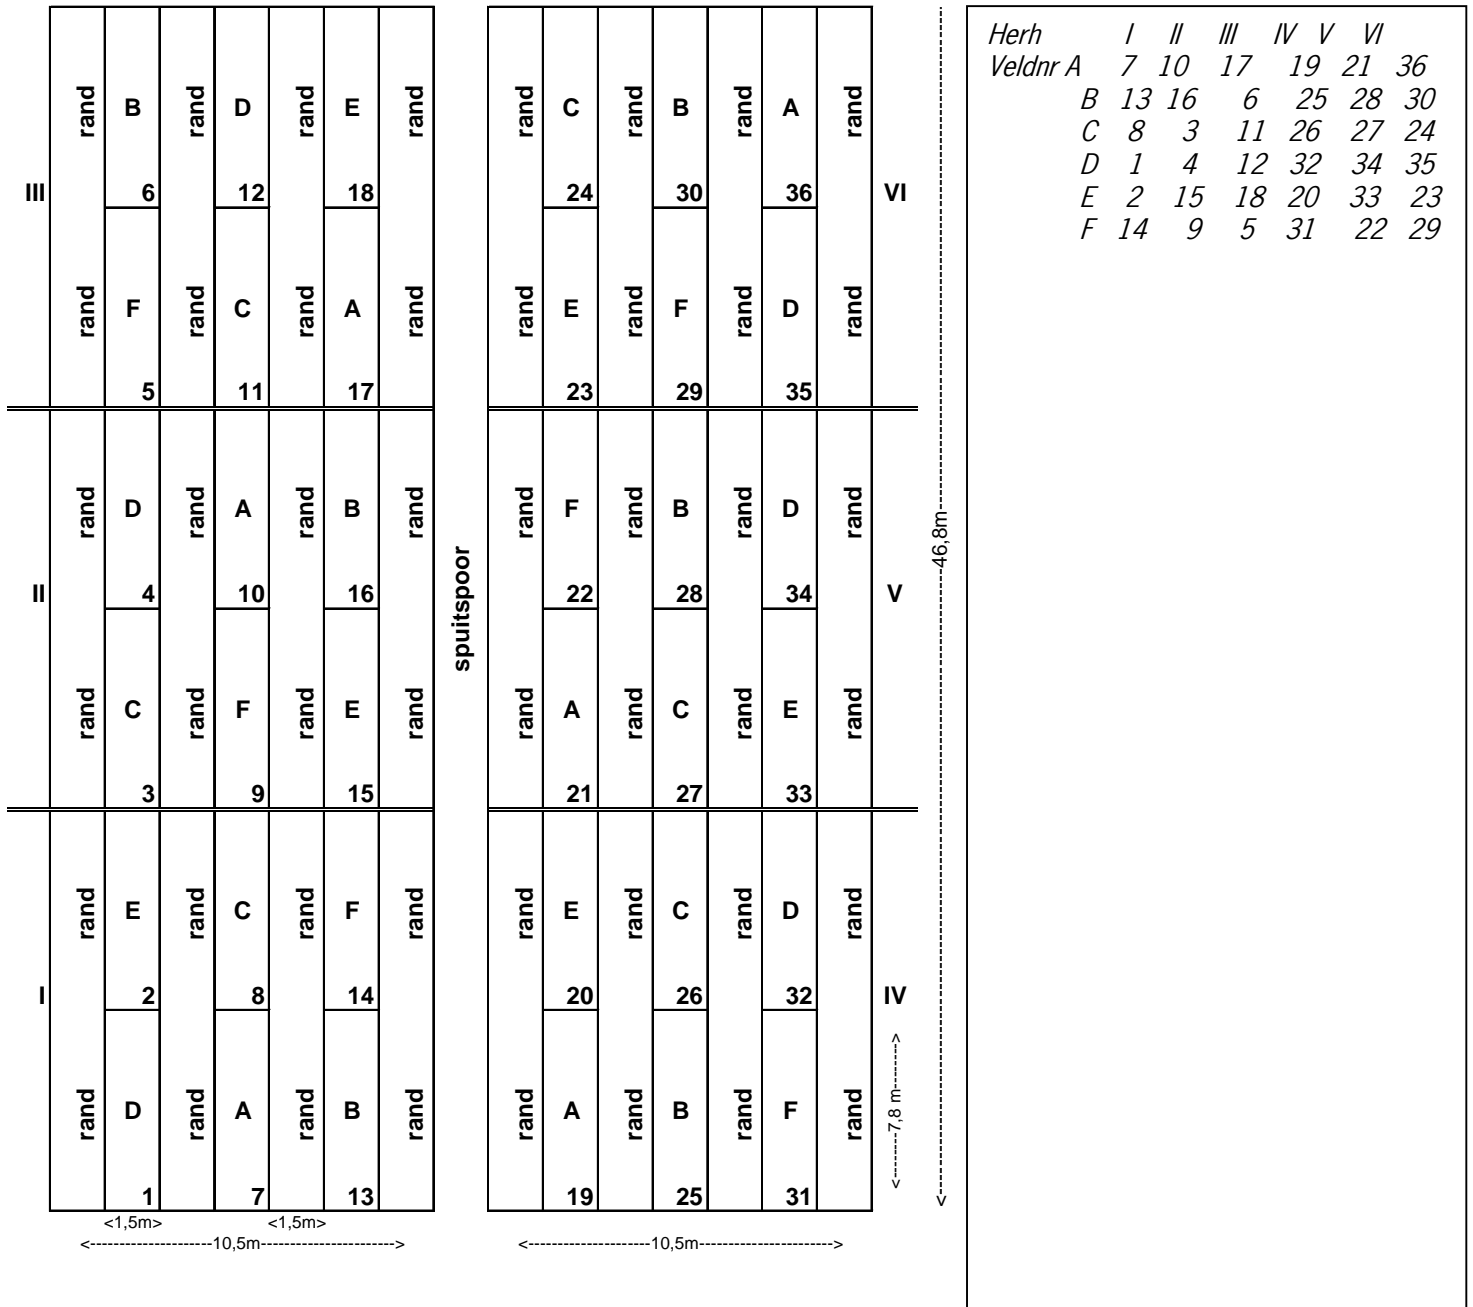 Herh I II III IV V VI
Veldnr A 7 10 17 19 21 36
B 13 16 6 25 28 30
C 8 3 11 26 27 24
D 1 4 12 32 34 35
E 2 15 18 20 33 23
F 14 9 5 31 22 29
rand B rand D rand E rand rand C rand B rand A rand
III 6 12 18 24 30 36 VI
rand F rand C rand A rand rand E rand F rand D rand
5 11 17 23 29 35
rand D rand A rand B rand rand F rand B rand D rand
46,8m
II 4 10 16 22 28 34 V
spuitspoor
rand C rand F rand E rand rand A rand C rand E rand
3 9 15 21 27 33
rand E rand C rand F rand rand E rand C rand D rand
I 2 8 14 20 26 32 IV
rand D rand A rand B rand rand A rand B rand F rand
<-------7,8 m------->
1 7 13 19 25 31
<1,5m> <1,5m>
<---------------------10,5m-----------------------> <---------------------10,5m----------------------->